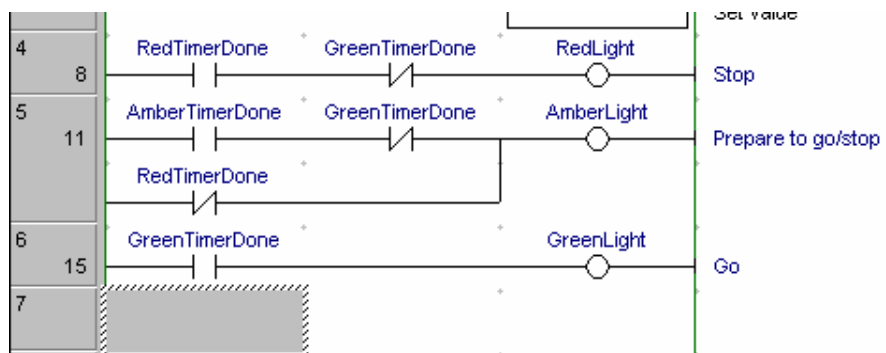 Set Value
4 RedTimerDone GreenTimerDone RedLight
8 Stop
5 AmberTimerDone GreenTimerDone AmberLight
11 Prepare to go/stop
RedTimerDone
6 GreenTimerDone GreenLight
15 Go
7